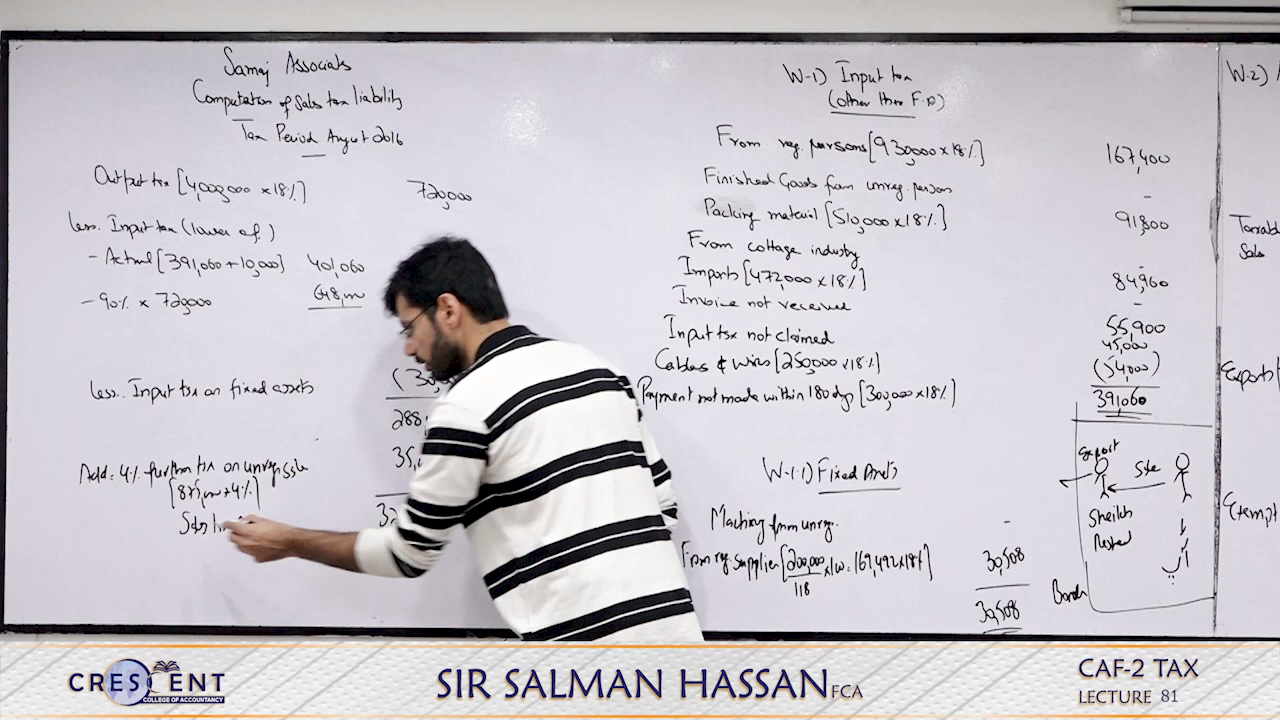 Samaj Associates
Computation of Sales tax liability
Tax Period August 2016
Output tax [4,000,000 x 18%] 720,000
Less. Input tax (lower of.)
- Actual [391,060 + 10,000] 401,060
- 90% x 720,000 648,000
Less. Input tax on fixed assets (30
288,
Add: 4% further tax on unreg. sale 35,
[875,000 x 4%]
Sales 32
W-1) Input tax
(other than F.A)
From reg. persons [930,000 x 18%] 167,400
Finished Goods from unreg. person -
Packing material [510,000 x 18%] 91,800
From cottage industry -
Imports [472,000 x 18%] 84,960
Invoice not received -
Input tax not claimed 55,900
Cables & wires [250,000 x 18%] 45,000
Payment not made within 180 days [300,000 x 18%] (54,000)
391,060
W-1.1) Fixed Assets
Machinery from unreg. -
From reg. supplier [200,000/118 x 100 = 169,492 x 18%] 30,508
30,508
Export
Sale
Sheikh
W-2)
Taxable
Sales
Exports
Exempt
CRESCENT
COLLEGE OF ACCOUNTANCY
SIR SALMAN HASSAN FCA
CAF-2 TAX
LECTURE 81